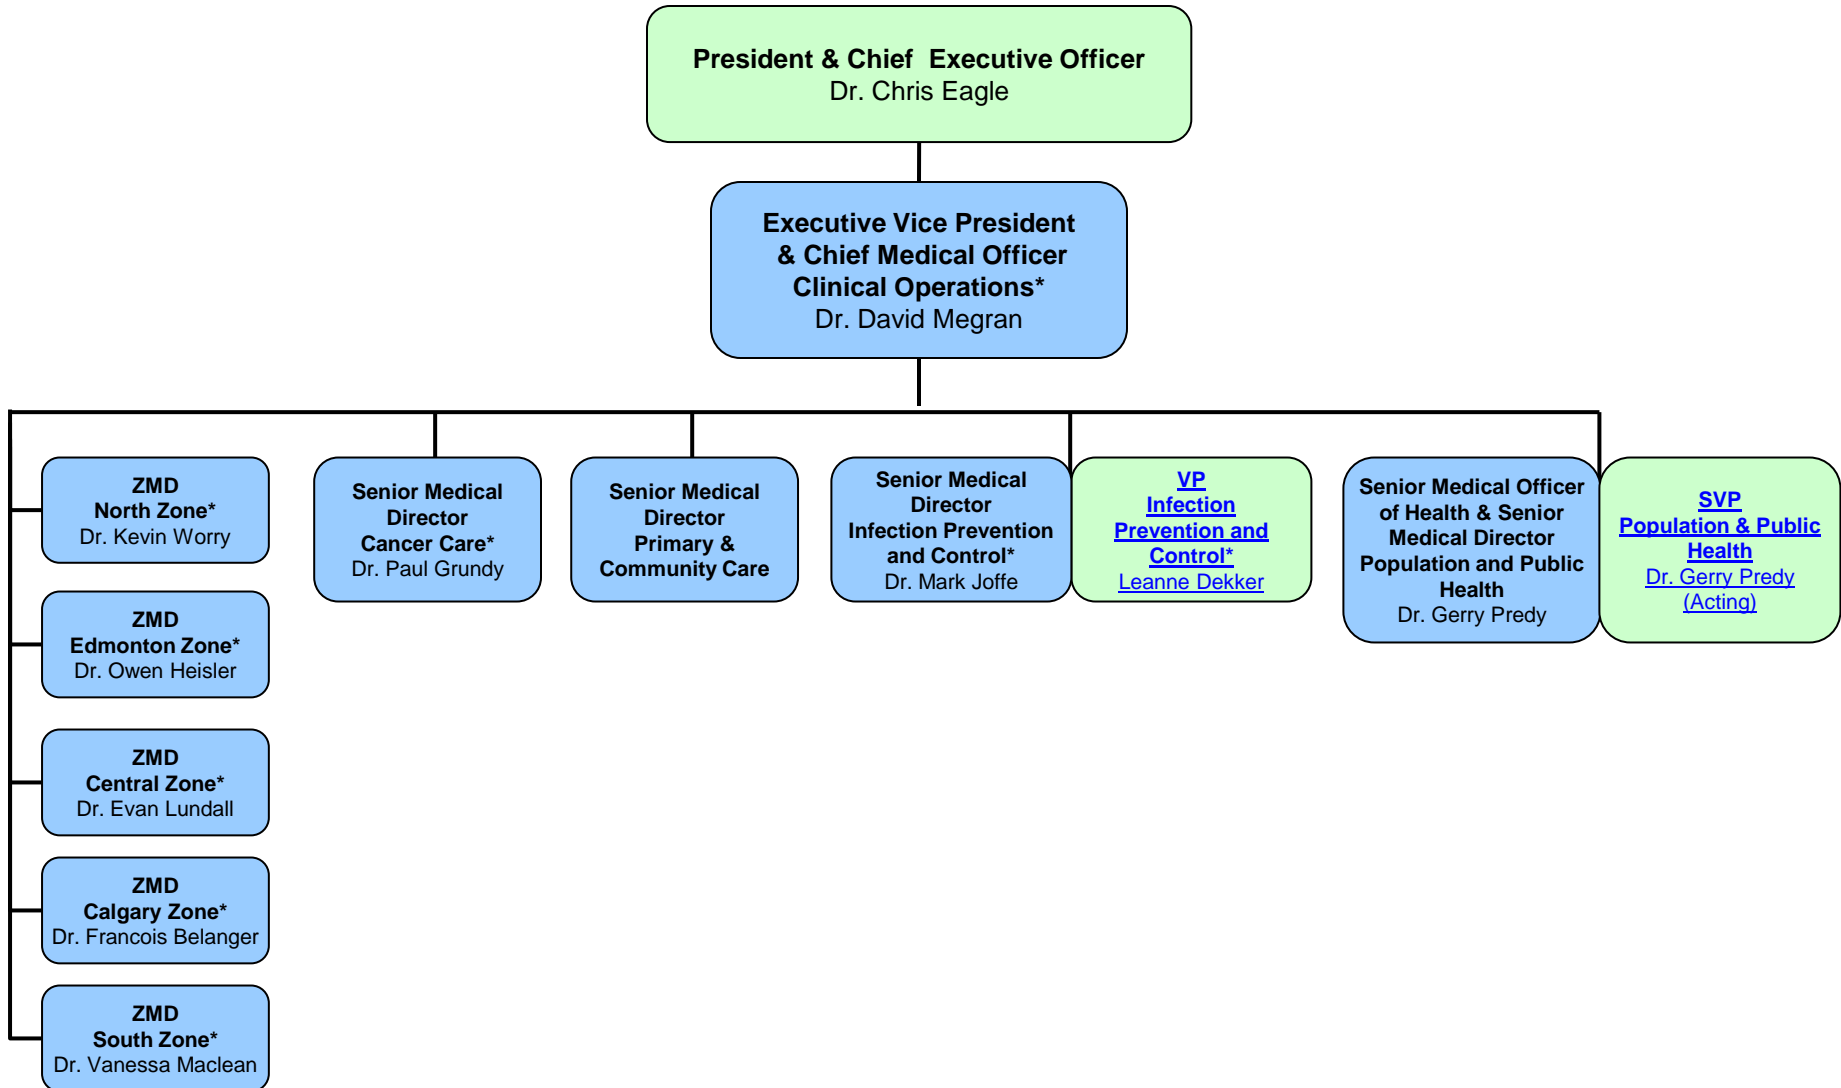 President & Chief  Executive Officer
Dr. Chris Eagle
Executive Vice President
& Chief Medical Officer
Clinical Operations*
Dr. David Megran
ZMD
North Zone*
Dr. Kevin Worry
ZMD
Edmonton Zone*
Dr. Owen Heisler
ZMD
Central Zone*
Dr. Evan Lundall
ZMD
Calgary Zone*
Dr. Francois Belanger
ZMD
South Zone*
Dr. Vanessa Maclean
Senior Medical
Director
Cancer Care*
Dr. Paul Grundy
Senior Medical
Director
Primary &
Community Care
Senior Medical
Director
Infection Prevention
and Control*
Dr. Mark Joffe
VP
Infection
Prevention and
Control*
Leanne Dekker
Senior Medical Officer
of Health & Senior
Medical Director
Population and Public
Health
Dr. Gerry Predy
SVP
Population & Public
Health
Dr. Gerry Predy
(Acting)